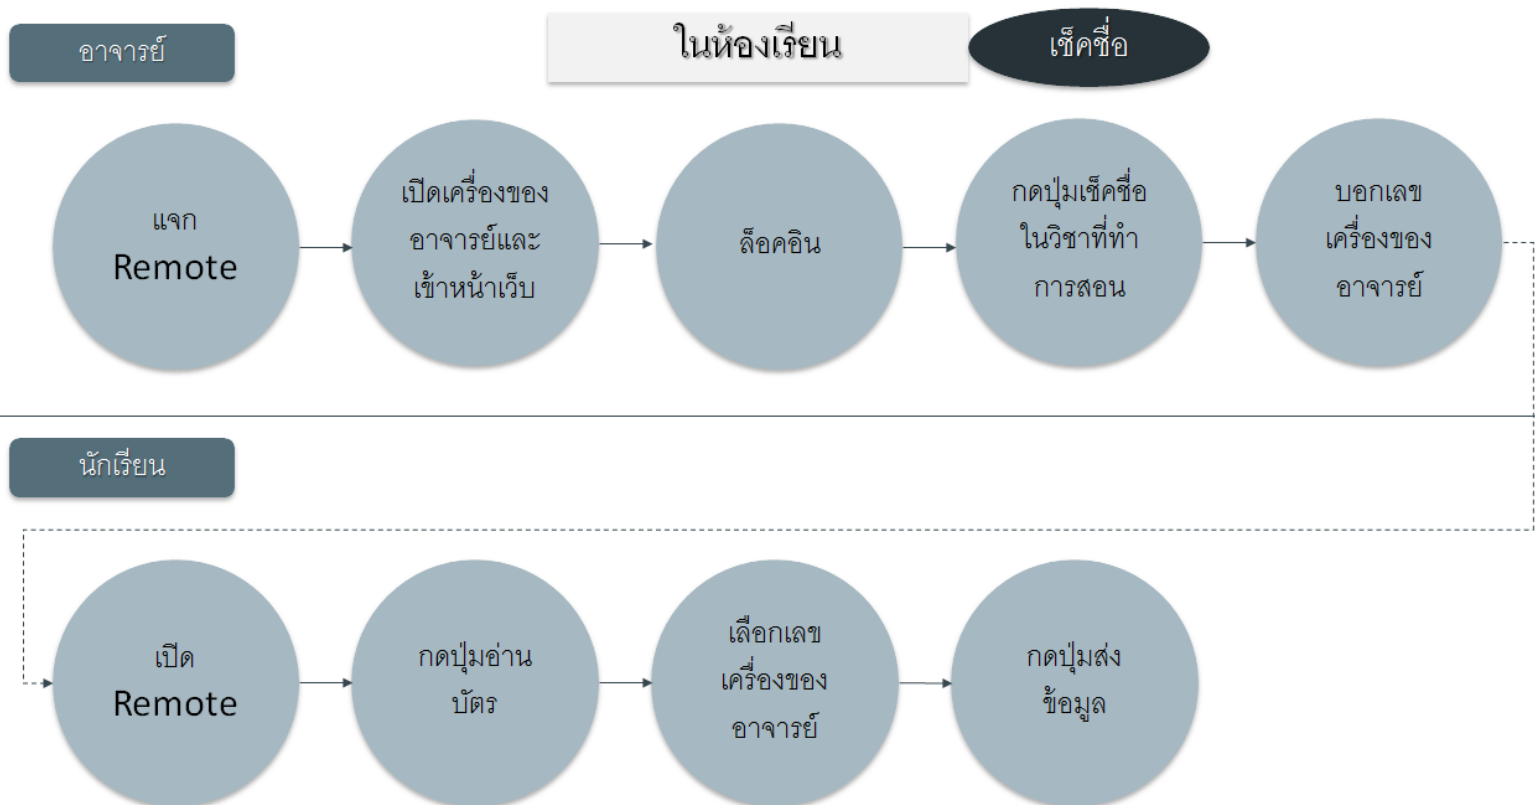 อาจารย์
ในห้องเรียน
เช็คชื่อ
แจก
Remote
เปิดเครื่องของ
อาจารย์และ
เข้าหน้าเว็บ
ล็อคอิน
กดปุ่มเช็คชื่อ
ในวิชาที่ทำ
การสอน
บอกเลข
เครื่องของ
อาจารย์
นักเรียน
เปิด
Remote
กดปุ่มอ่าน
บัตร
เลือกเลข
เครื่องของ
อาจารย์
กดปุ่มส่ง
ข้อมูล